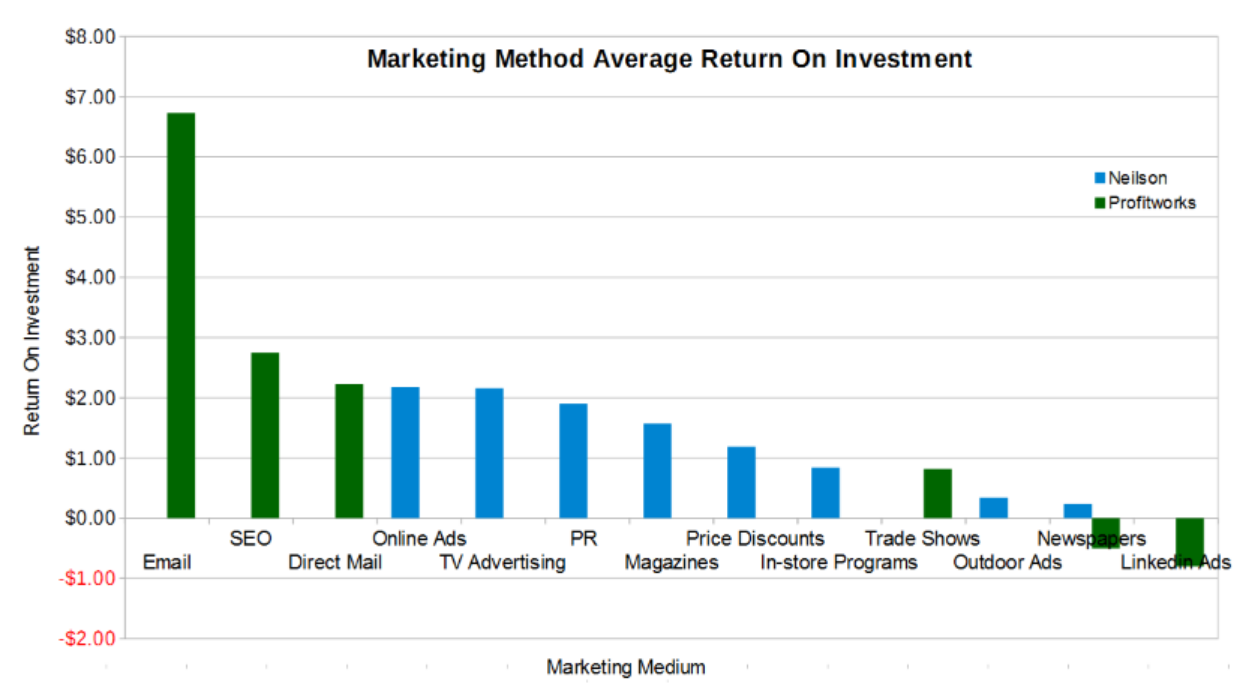 Marketing Method Average Return On Investment
$8.00
$7.00
$6.00
$5.00
$4.00
$3.00
$2.00
$1.00
$0.00
-$1.00
-$2.00
Return On Investment
Neilson
Profitworks
SEO Online Ads PR Price Discounts Trade Shows Newspapers
Email Direct Mail TV Advertising Magazines In-store Programs Outdoor Ads Linkedin Ads
Marketing Medium